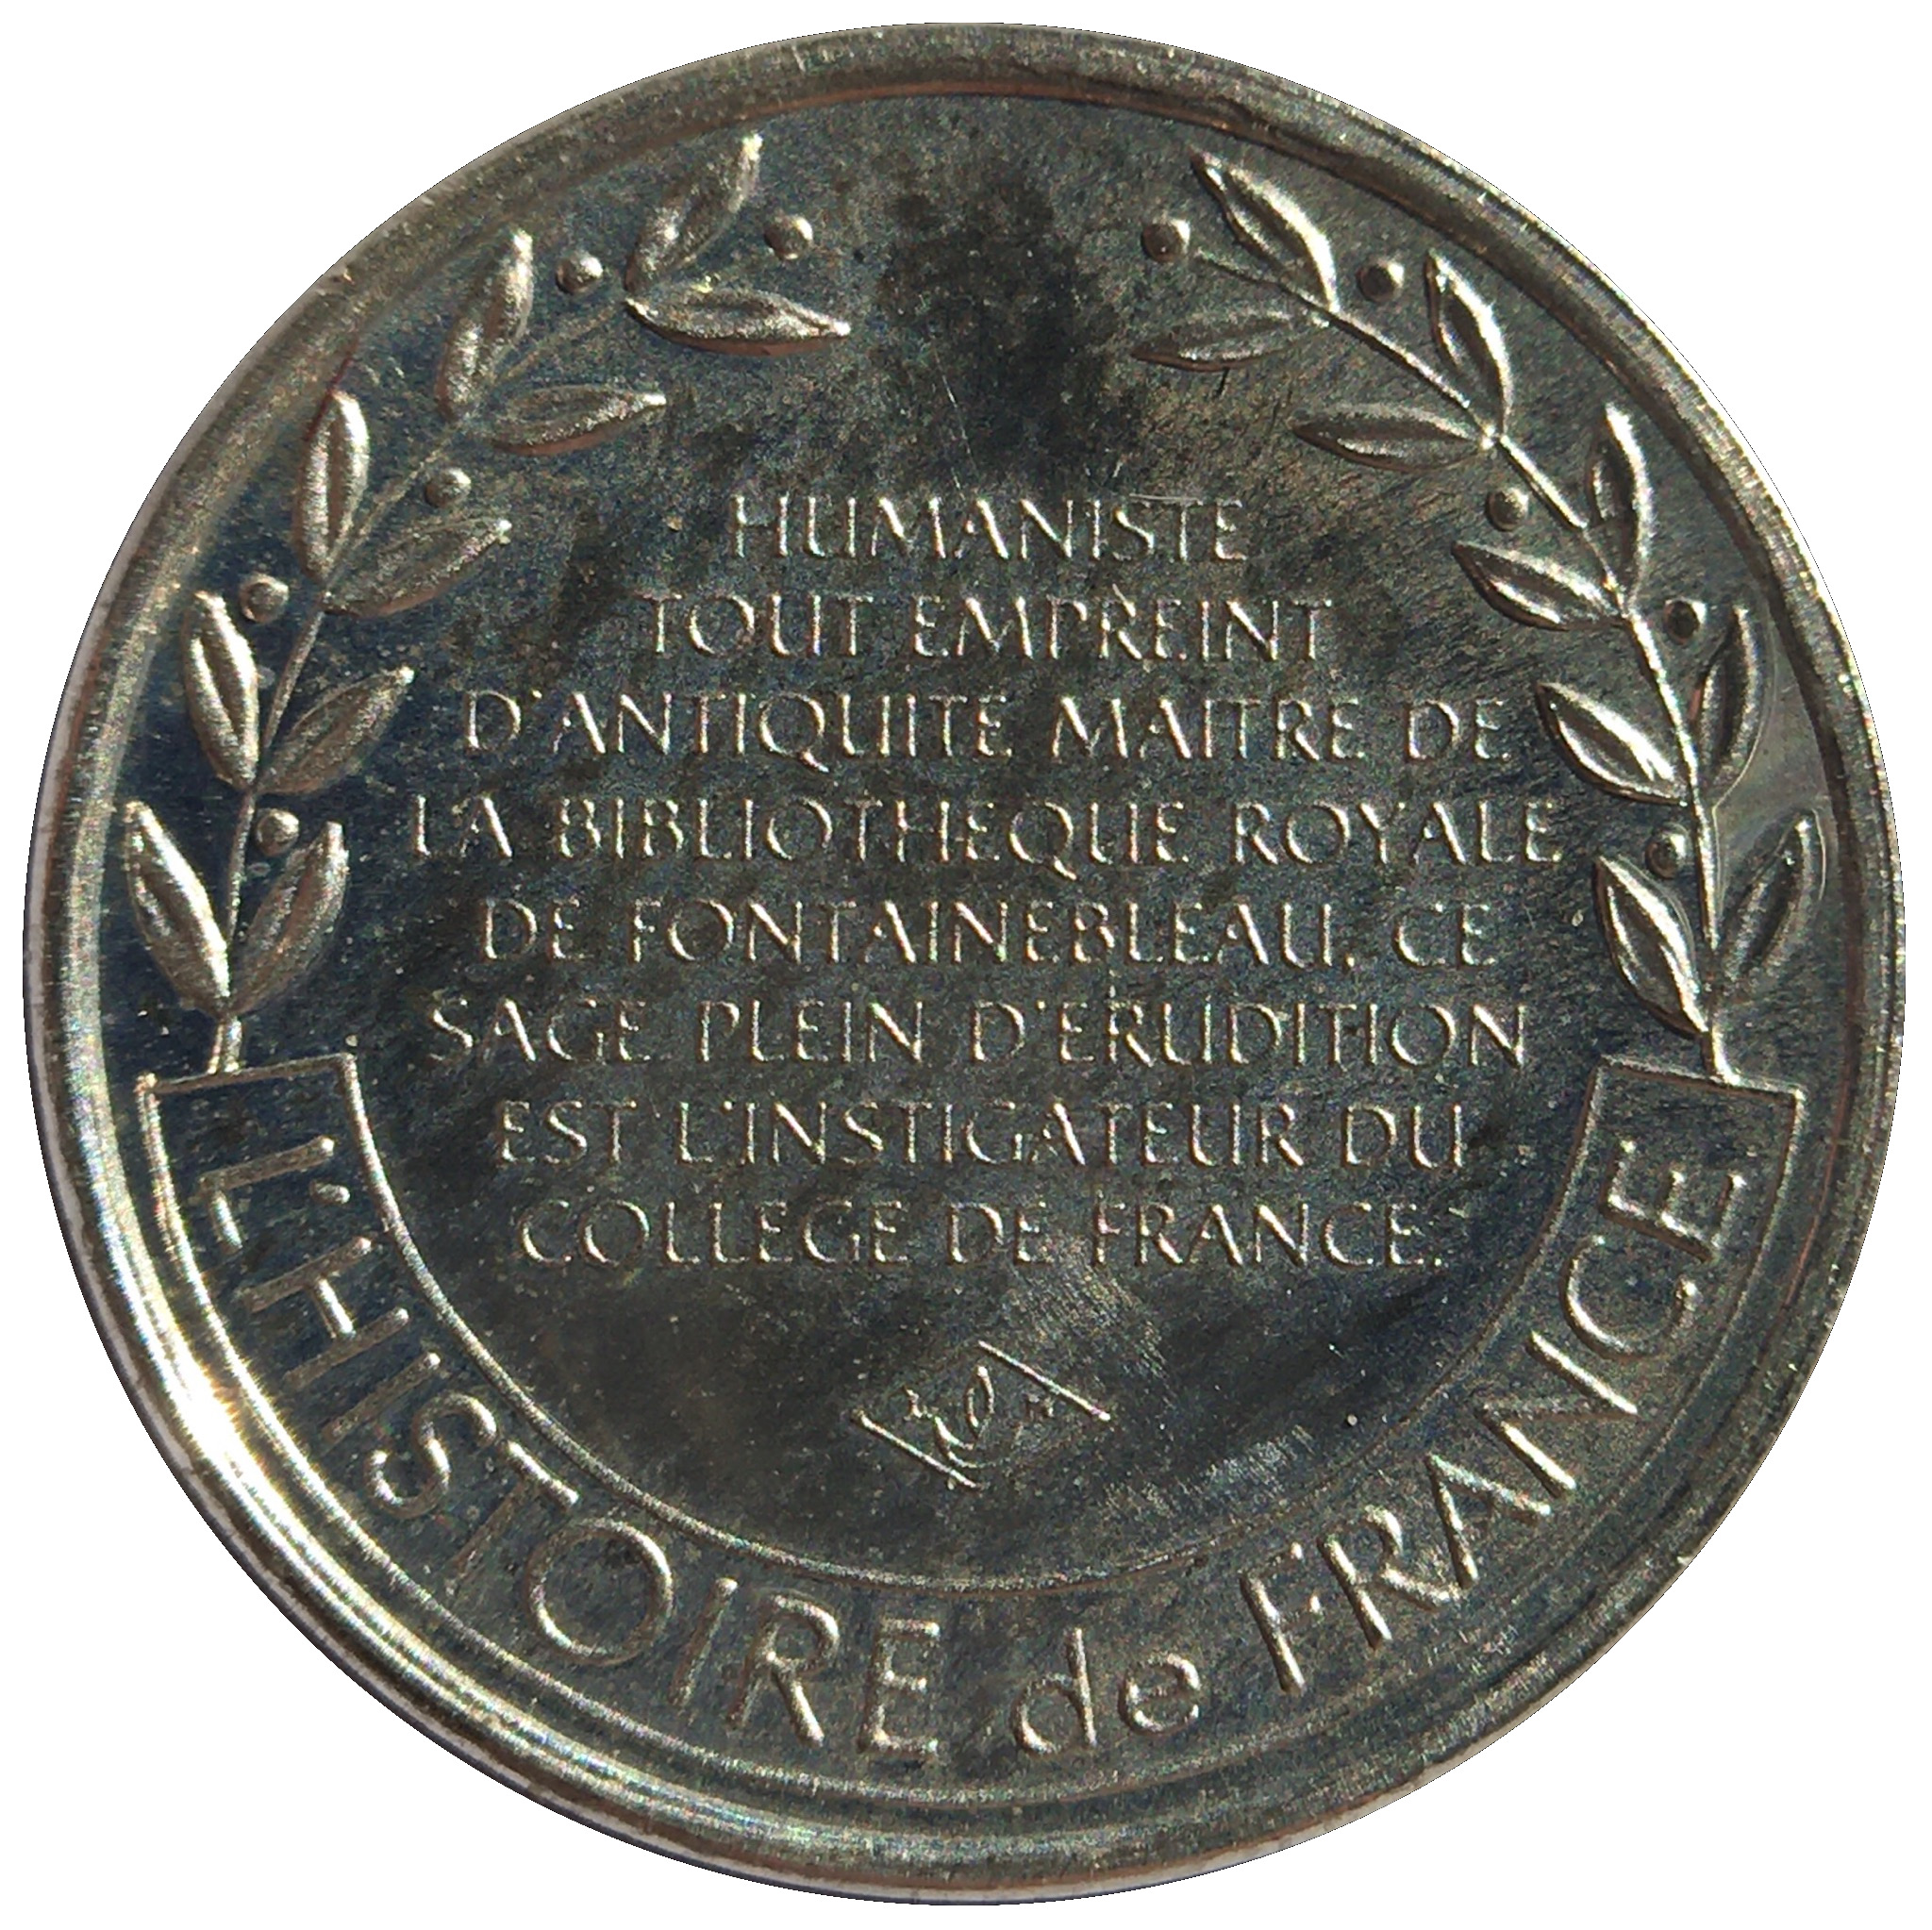 HUMANISTE
TOUT EMPREINT
D'ANTIQUITE MAITRE DE
LA BIBLIOTHEQUE ROYALE
DE FONTAINEBLEAU, CE
SAGE PLEIN D'ERUDITION
EST L'INSTIGATEUR DU
COLLEGE DE FRANCE.
L'HISTOIRE de FRANCE